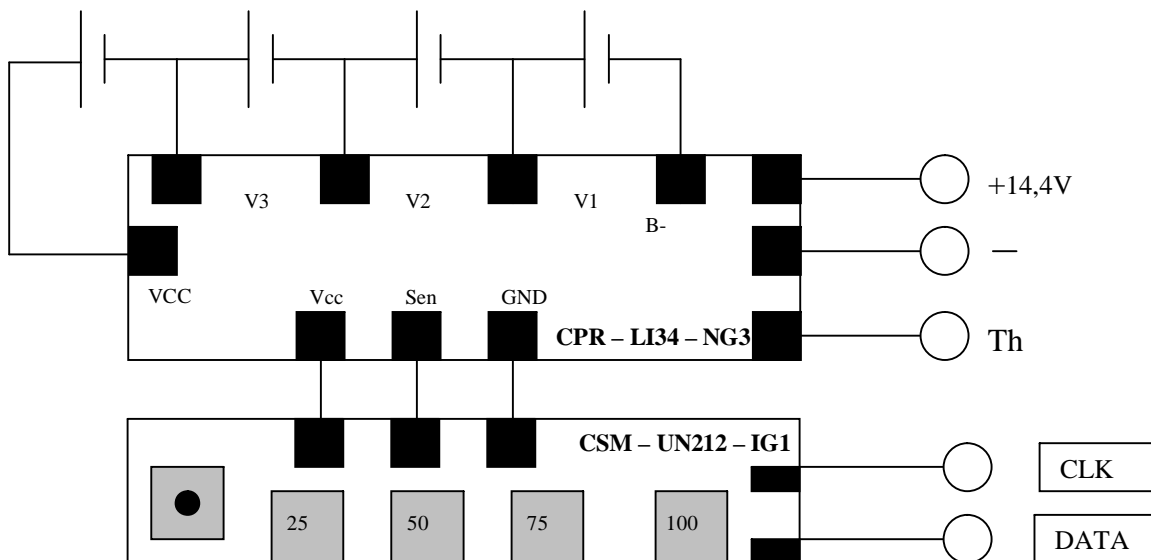 +14,4V
V3 V2 V1
B-
—
VCC Vcc Sen GND
CPR – LI34 – NG3 Th
CSM – UN212 – IG1
CLK
25 50 75 100
DATA